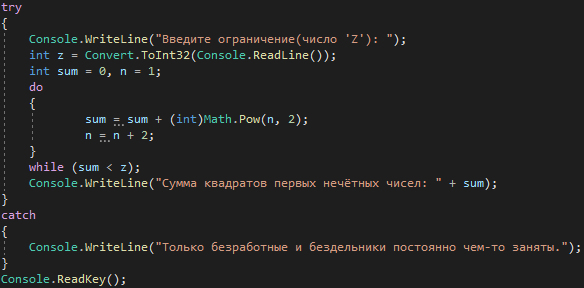 try
{
Console.WriteLine("Введите ограничение(число 'Z'): ");
int z = Convert.ToInt32(Console.ReadLine());
int sum = 0, n = 1;
do
{
sum = sum + (int)Math.Pow(n, 2);
n = n + 2;
}
while (sum < z);
Console.WriteLine("Сумма квадратов первых нечётных чисел: " + sum);
}
catch
{
Console.WriteLine("Только безработные и бездельники постоянно чем-то заняты.");
}
Console.ReadKey();